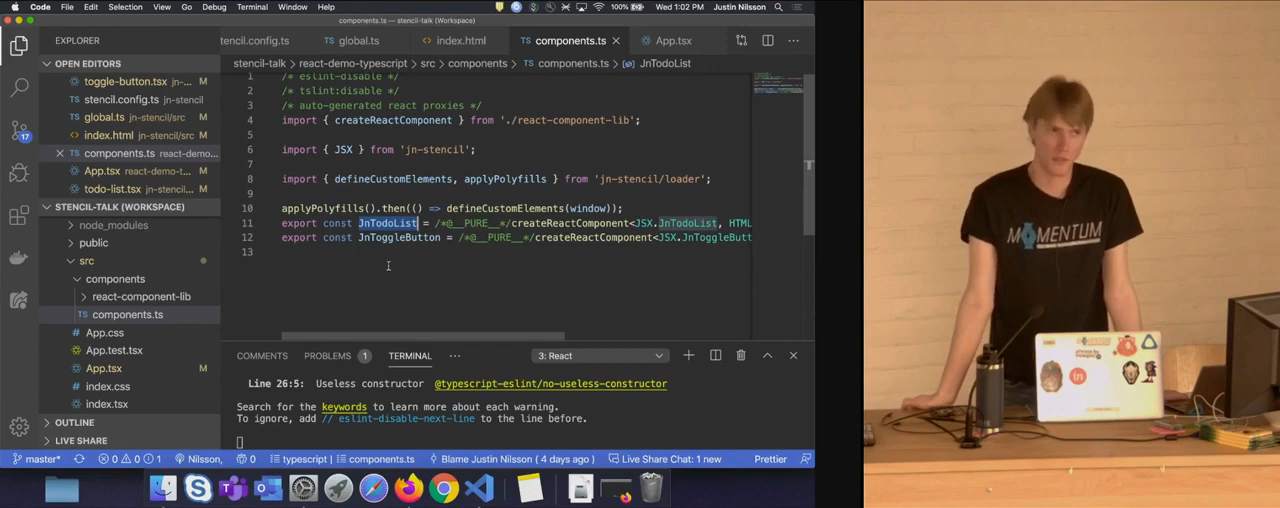 Code File Edit Selection View Go Debug Terminal Window Help 100% Wed 1:02 PM Justin Nilsson
components.ts — stencil-talk (Workspace)
EXPLORER
tencil.config.ts global.ts index.html components.ts App.tsx
OPEN EDITORS
toggle-button.tsx jn-... M
stencil.config.ts jn-stencil
global.ts jn-stencil/src M
index.html jn-stencil/src M
components.ts react-demo...
App.tsx react-demo-t... M
todo-list.tsx jn-stencil... M
STENCIL-TALK (WORKSPACE)
node_modules
public
src
components
react-component-lib
components.ts
App.css
App.test.tsx
App.tsx M
index.css
index.tsx
OUTLINE
LIVE SHARE
17
stencil-talk > react-demo-typescript > src > components > components.ts > JnTodoList
1 /* eslint-disable */
2 /* tslint:disable */
3 /* auto-generated react proxies */
4 import { createReactComponent } from './react-component-lib';
5
6 import { JSX } from 'jn-stencil';
7
8 import { defineCustomElements, applyPolyfills } from 'jn-stencil/loader';
9
10 applyPolyfills().then(() => defineCustomElements(window));
11 export const JnTodoList = /*@__PURE__*/createReactComponent<JSX.JnTodoList, HTML
12 export const JnToggleButton = /*@__PURE__*/createReactComponent<JSX.JnToggleButt
13
COMMENTS PROBLEMS 1 TERMINAL ... 3: React
Line 26:5: Useless constructor @typescript-eslint/no-useless-constructor
Search for the keywords to learn more about each warning.
To ignore, add // eslint-disable-next-line to the line before.
master* 0 0 1 Nilsson, 0 typescript | components.ts Blame Justin Nilsson ( 4 days ago ) Live Share Chat: 1 new Prettier
MOMENTUM
in